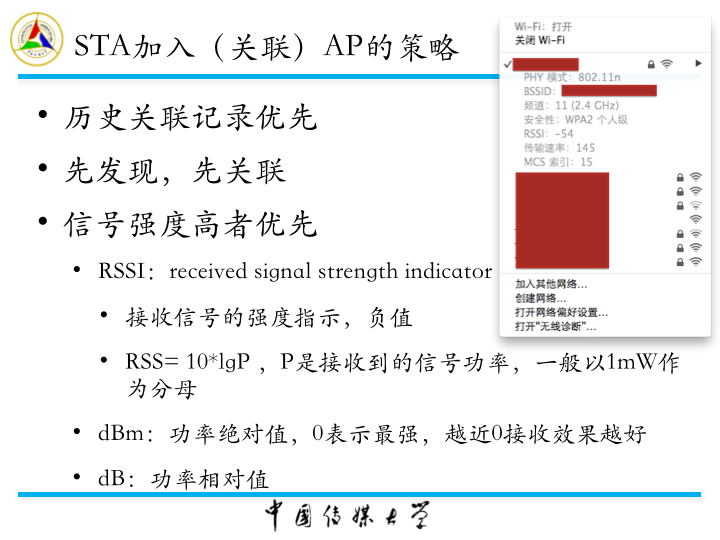 STA加入（关联）AP的策略
• 历史关联记录优先
• 先发现，先关联
• 信号强度高者优先
• RSSI：received signal strength indicator
• 接收信号的强度指示，负值
• RSS= 10*lgP ，P是接收到的信号功率，一般以1mW作
为分母
• dBm：功率绝对值，0表示最强，越近0接收效果越好
• dB：功率相对值
Wi-Fi：打开
关闭 Wi-Fi
PHY 模式：802.11n
BSSID：
频道：11 (2.4 GHz)
安全性：WPA2 个人级
RSSI：-54
传输速率：145
MCS 索引：15
加入其他网络...
创建网络...
打开网络偏好设置...
打开“无线诊断”...
中国传媒大学